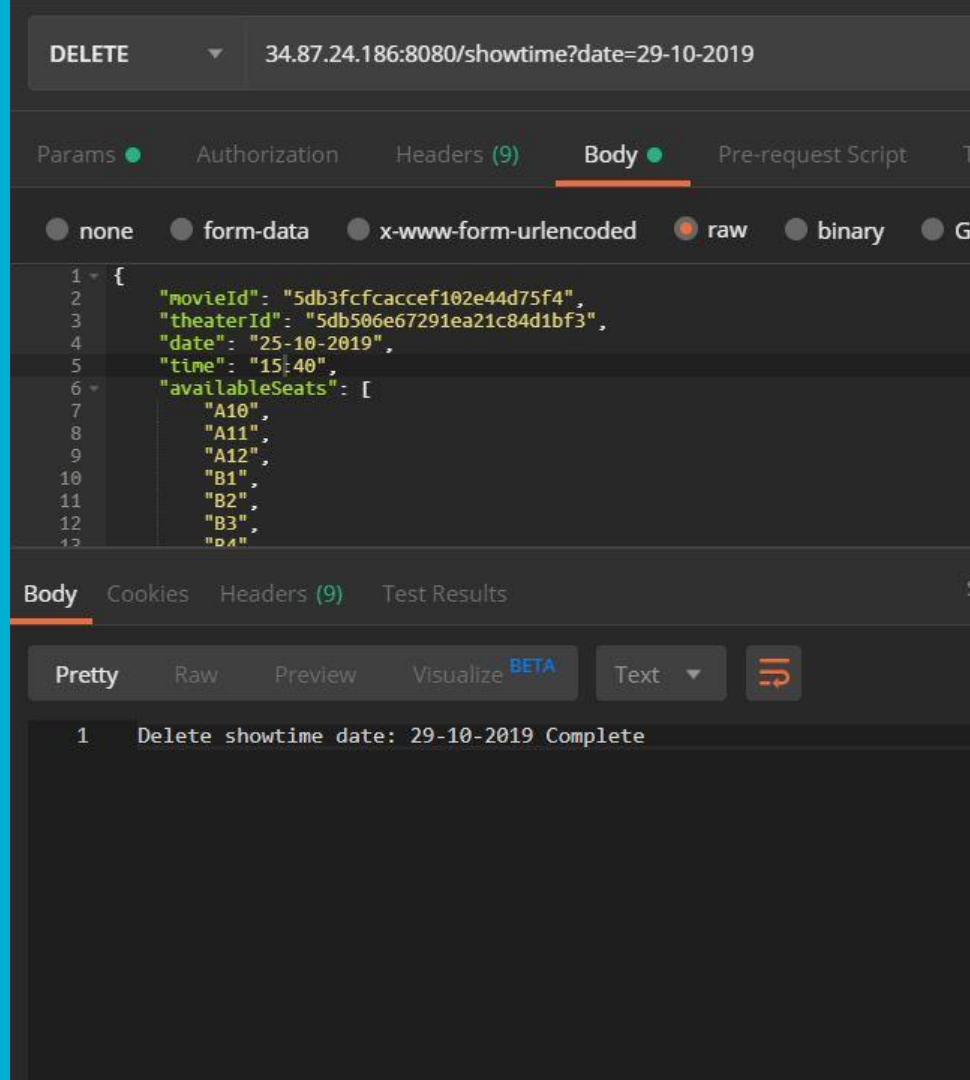 DELETE 34.87.24.186:8080/showtime?date=29-10-2019
Params Authorization Headers (9) Body Pre-request Script
none form-data x-www-form-urlencoded raw binary G
1 {
2 "movieId": "5db3fcfcaccef102e44d75f4",
3 "theaterId": "5db506e67291ea21c84d1bf3",
4 "date": "25-10-2019",
5 "time": "15:40",
6 "availableSeats": [
7 "A10",
8 "A11",
9 "A12",
10 "B1",
11 "B2",
12 "B3",
13 "B4"
Body Cookies Headers (9) Test Results
Pretty Raw Preview Visualize BETA Text
1 Delete showtime date: 29-10-2019 Complete